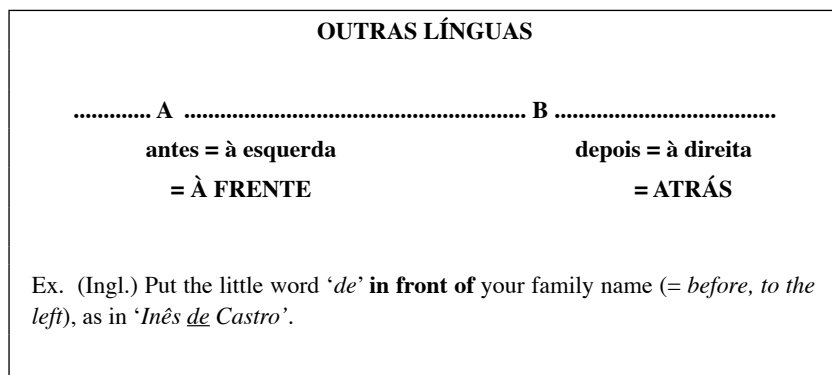 OUTRAS LÍNGUAS
............. A ......................................................... B .....................................
antes = à esquerda depois = à direita
= À FRENTE = ATRÁS
Ex. (Ingl.) Put the little word ‘de’ in front of your family name (= before, to the
left), as in ‘Inês de Castro’.